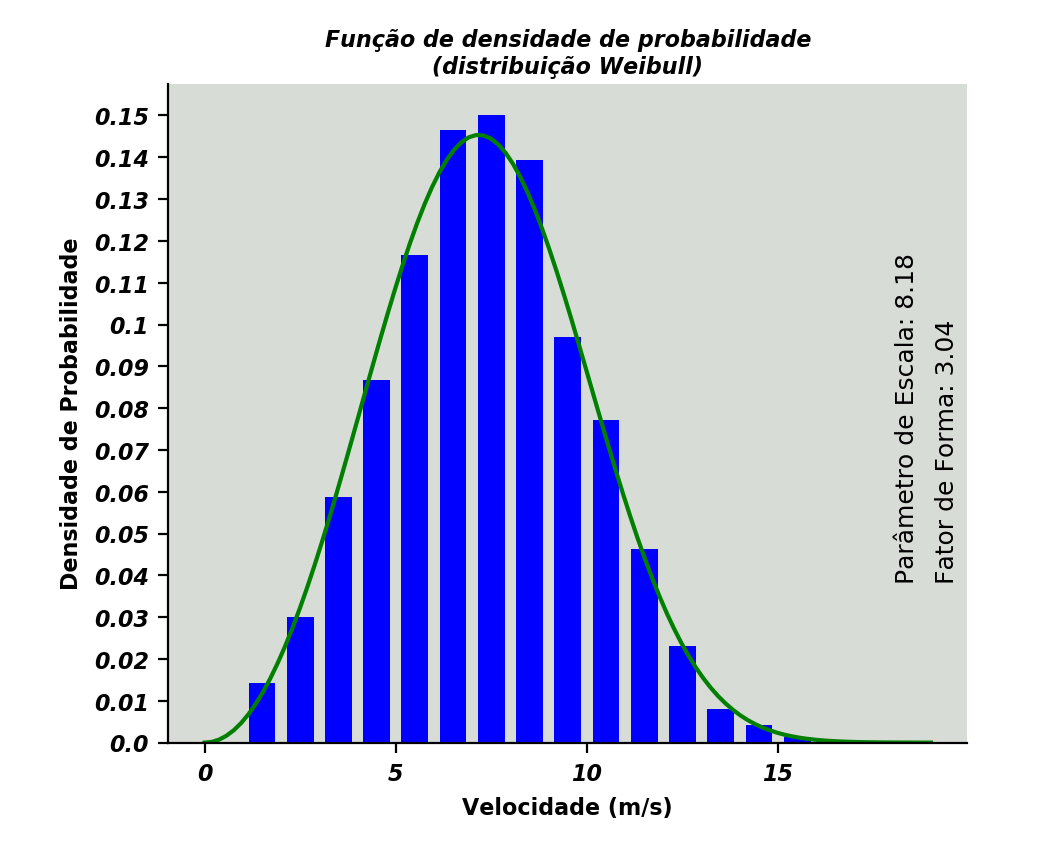 Função de densidade de probabilidade
(distribuição Weibull)
Densidade de Probabilidade
0.15
0.14
0.13
0.12
0.11
0.1
0.09
0.08
0.07
0.06
0.05
0.04
0.03
0.02
0.01
0.0
Parâmetro de Escala: 8.18
Fator de Forma: 3.04
0 5 10 15
Velocidade (m/s)